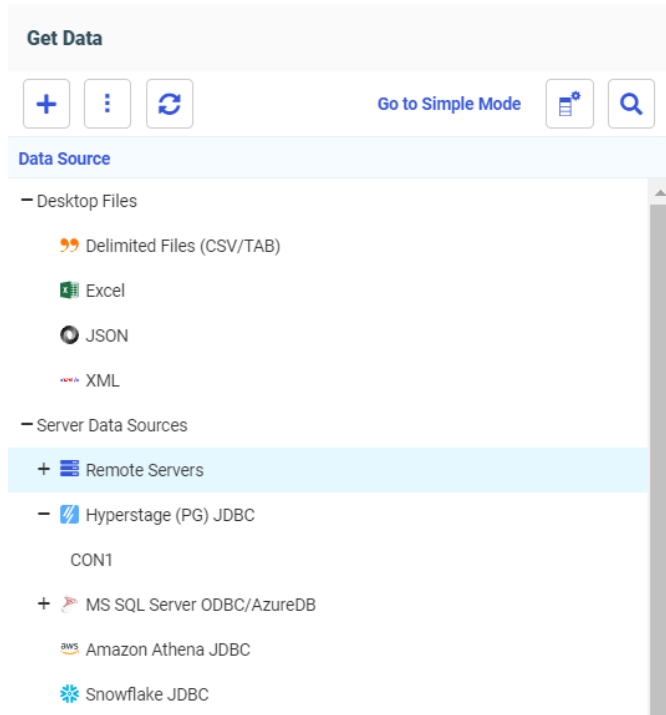 Get Data
Go to Simple Mode
Data Source
Desktop Files
Delimited Files (CSV/TAB)
Excel
JSON
XML
Server Data Sources
Remote Servers
Hyperstage (PG) JDBC
CON1
MS SQL Server ODBC/AzureDB
aws Amazon Athena JDBC
Snowflake JDBC